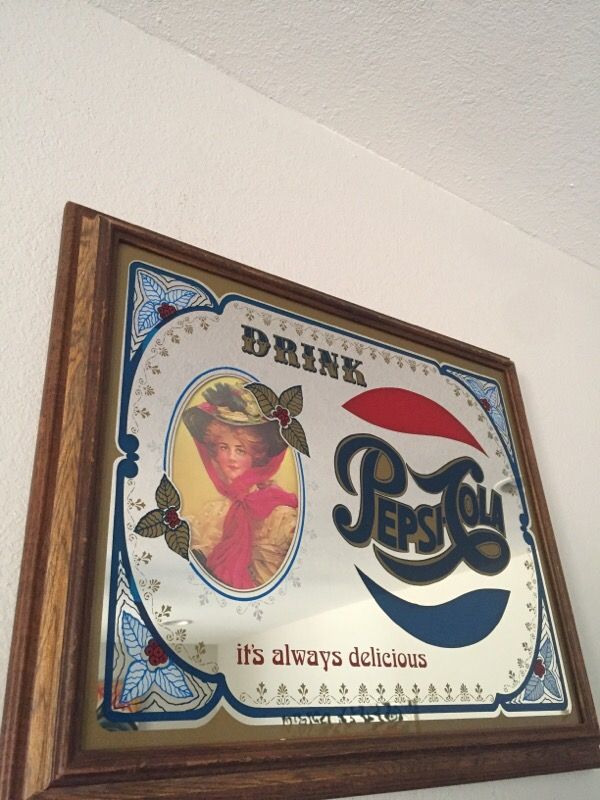 DRINK
PEPSI-COLA
it's always delicious